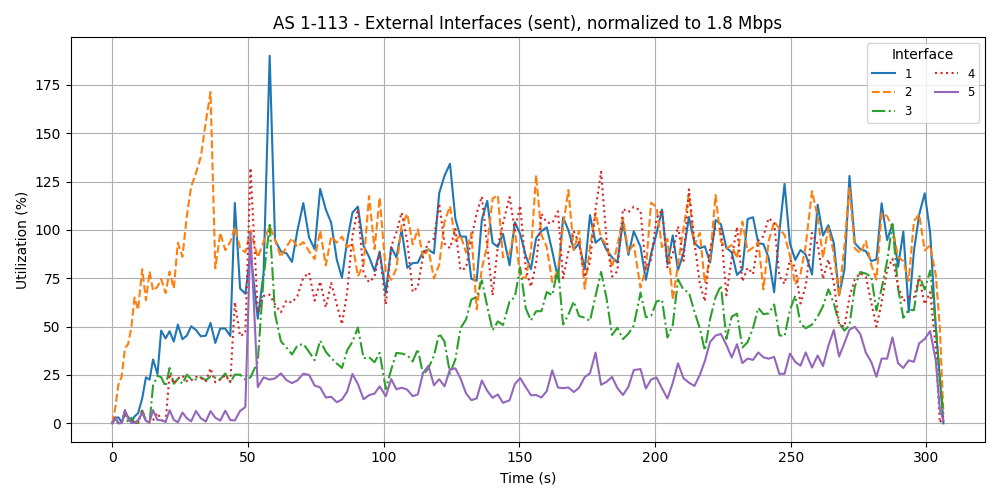 AS 1-113 - External Interfaces (sent), normalized to 1.8 Mbps
Interface
1
2
3
4
5
Utilization (%)
175
150
125
100
75
50
25
0
0 50 100 150 200 250 300
Time (s)